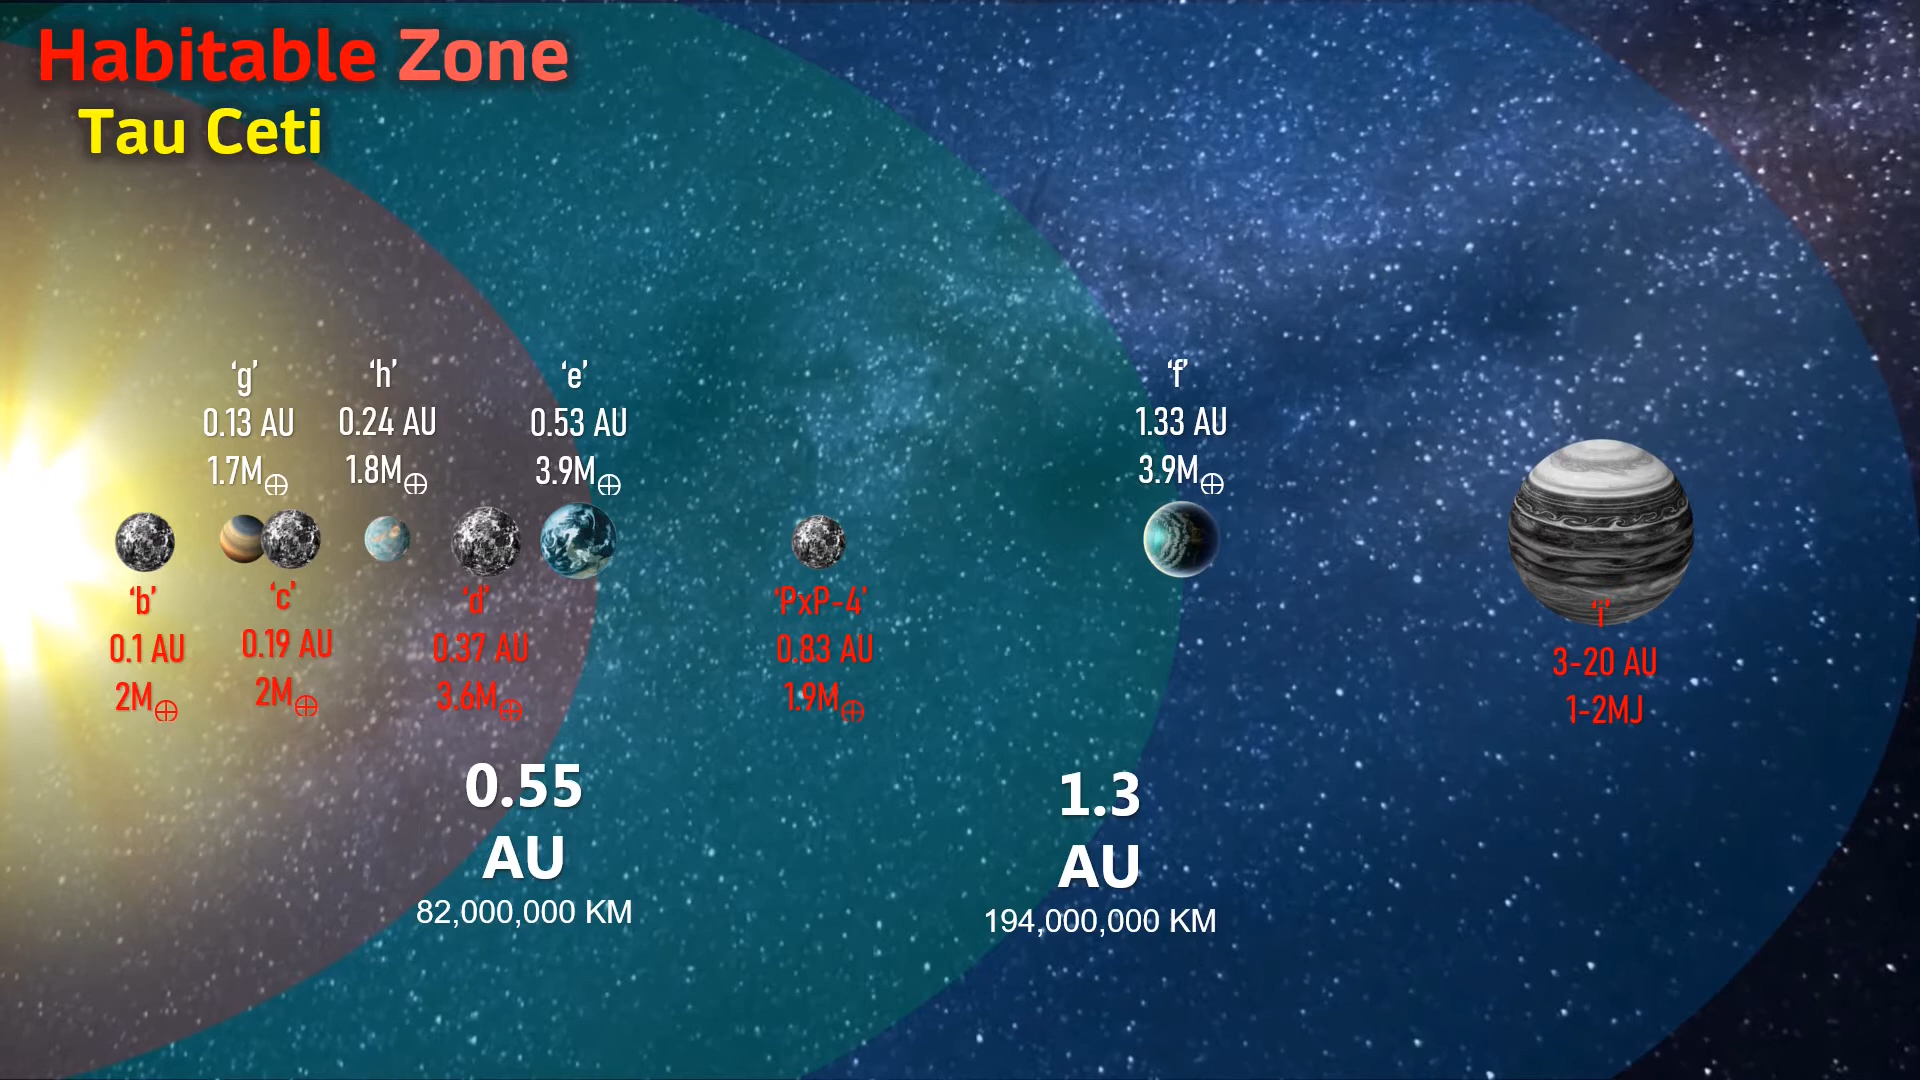 Habitable Zone
Tau Ceti
‘g’
0.13 AU
1.7M⊕
‘h’
0.24 AU
1.8M⊕
‘e’
0.53 AU
3.9M⊕
‘f’
1.33 AU
3.9M⊕
‘b’
0.1 AU
2M⊕
‘c’
0.19 AU
2M⊕
‘d’
0.37 AU
3.6M⊕
‘PxP-4’
0.83 AU
1.9M⊕
‘i’
3-20 AU
1-2MJ
0.55
AU
82,000,000 KM
1.3
AU
194,000,000 KM